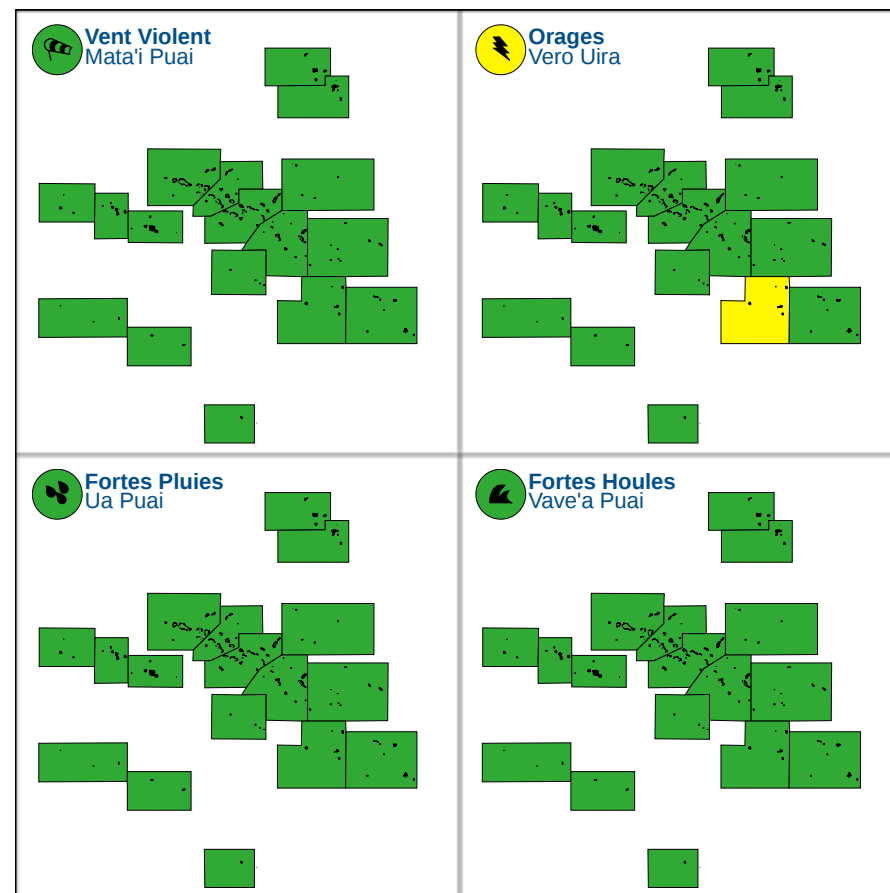 Vent Violent
Mata'i Puai
Orages
Vero Uira
Fortes Pluies
Ua Puai
Fortes Houles
Vave'a Puai